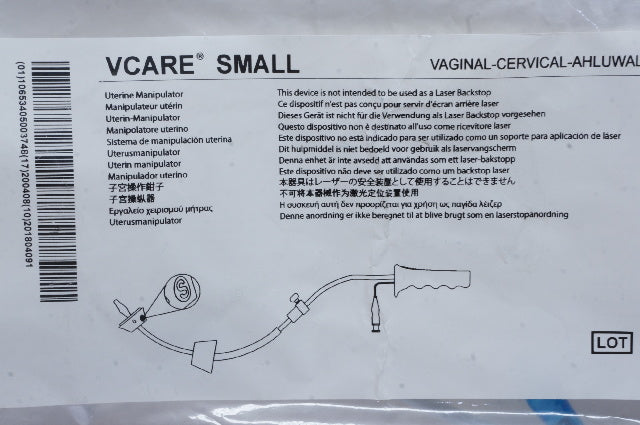 VCARE® SMALL
VAGINAL-CERVICAL-AHLUWAL
(01)10653405003748(17)200408(10)201804091
Uterine Manipulator
Manipulateur utérin
Uterin-Manipulator
Manipolatore uterino
Sistema de manipulación uterina
Uterusmanipulator
Uterin manipulator
Manipulador uterino
子宮操作鉗子
子宮操縱器
Εργαλείο χειρισμού μήτρας
Uterusmanipulator
This device is not intended to be used as a Laser Backstop
Ce dispositif n'est pas conçu pour servir d'écran arrière laser
Dieses Gerät ist nicht für die Verwendung als Laser Backstop vorgesehen
Questo dispositivo non è destinato all'uso come ricevitore laser
Este dispositivo no está indicado para ser utilizado como un soporte para aplicación de láser
Dit hulpmiddel is niet bedoeld voor gebruik als laservangscherm
Denna enhet är inte avsedd att användas som ett laser-bakstopp
Este dispositivo não deve ser utilizado como um backstop laser
本器具はレーザーの安全装置として使用することはできません
不可将本器械作为激光定位装置使用
Η συσκευή αυτή δεν προορίζεται για χρήση ως παγίδα λέιζερ
Denne anordning er ikke beregnet til at blive brugt som en laserstopanordning
S
LOT